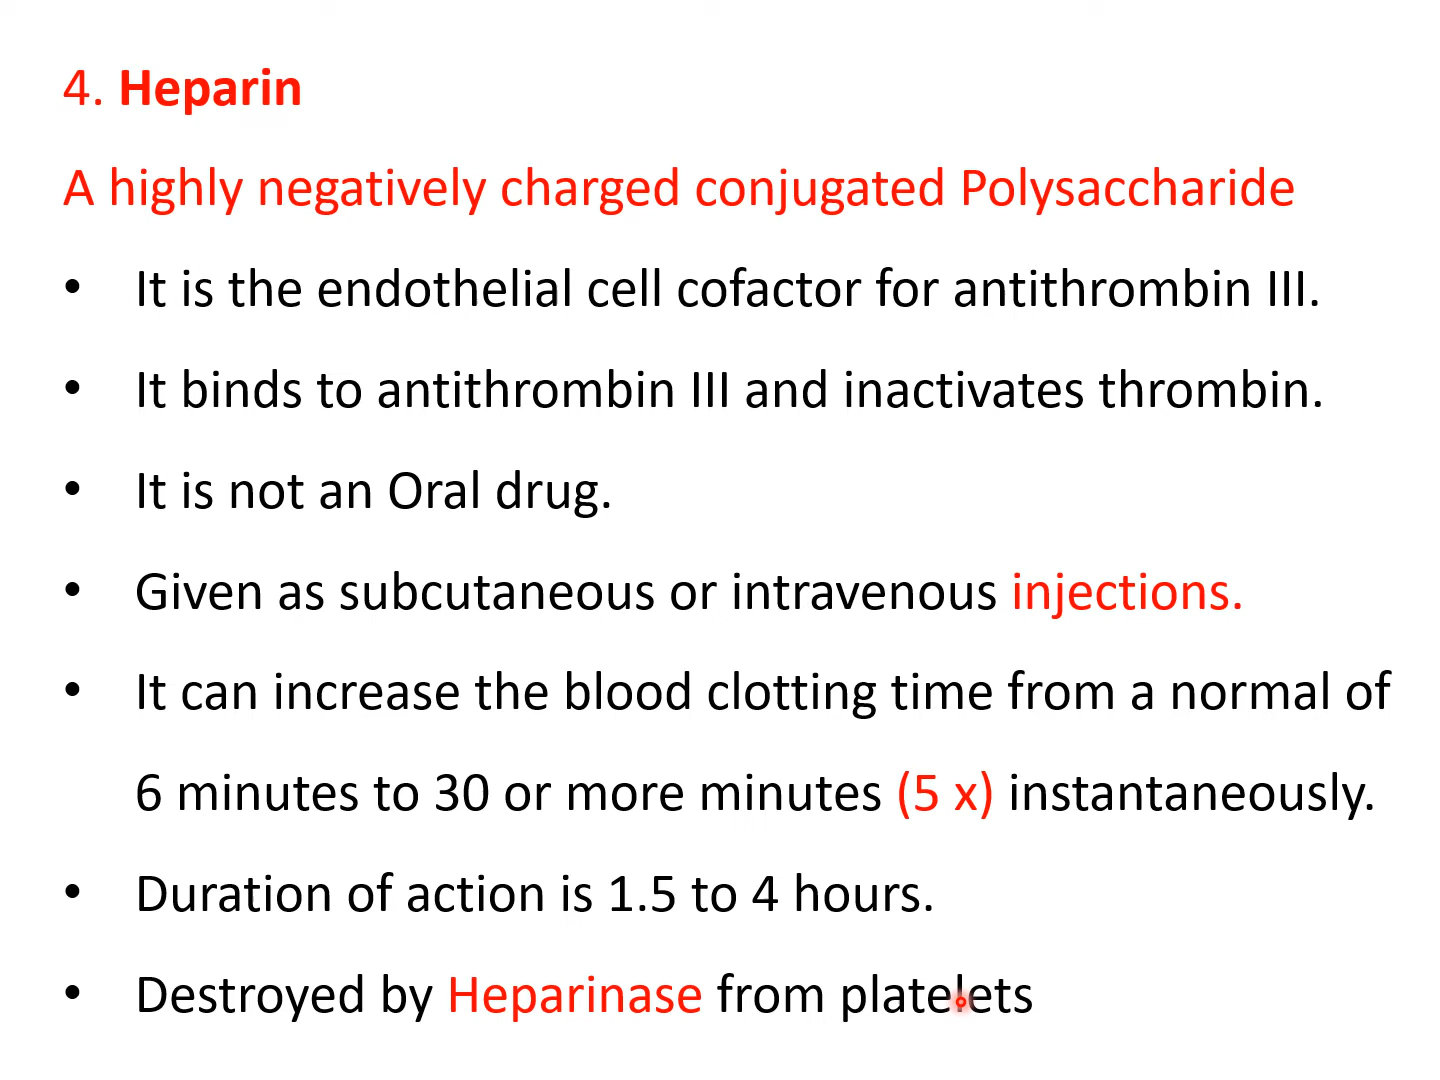 4. Heparin
A highly negatively charged conjugated Polysaccharide
• It is the endothelial cell cofactor for antithrombin III.
• It binds to antithrombin III and inactivates thrombin.
• It is not an Oral drug.
• Given as subcutaneous or intravenous injections.
• It can increase the blood clotting time from a normal of
6 minutes to 30 or more minutes (5 x) instantaneously.
• Duration of action is 1.5 to 4 hours.
• Destroyed by Heparinase from platelets